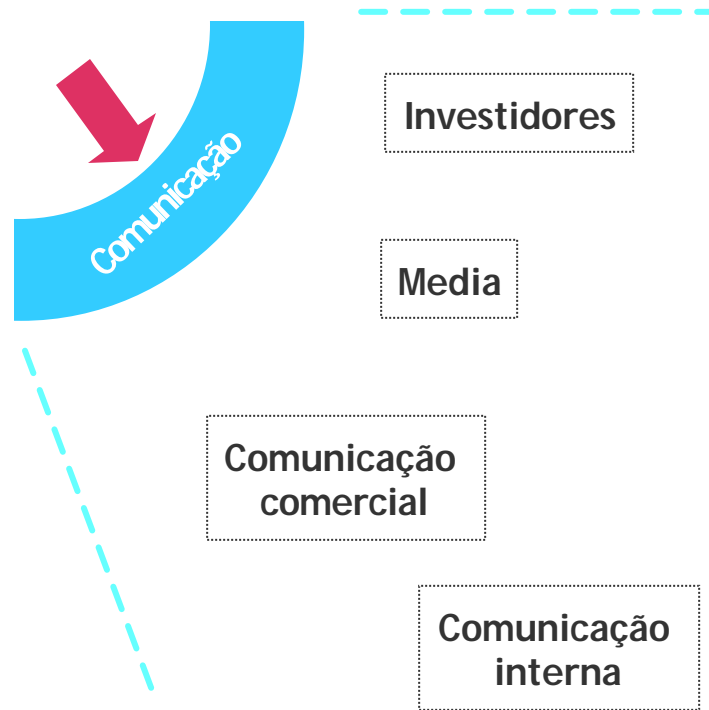 Investidores
Comunicação
Media
Comunicação
comercial
Comunicação
interna